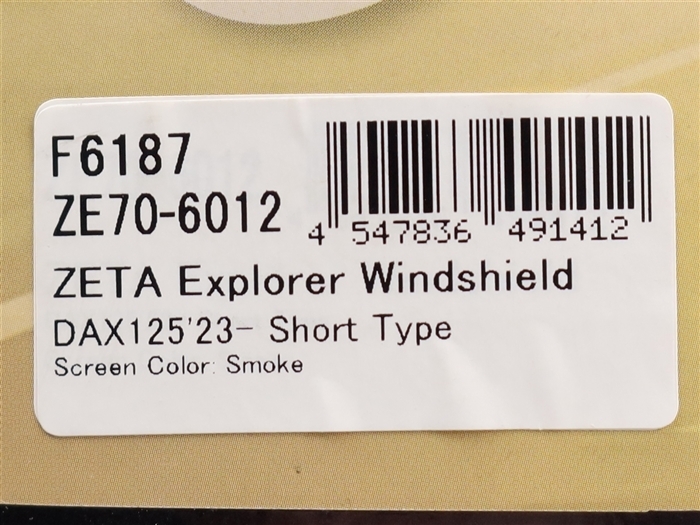 F6187
ZE70-6012
4 547836 491412
ZETA Explorer Windshield
DAX125'23- Short Type
Screen Color: Smoke